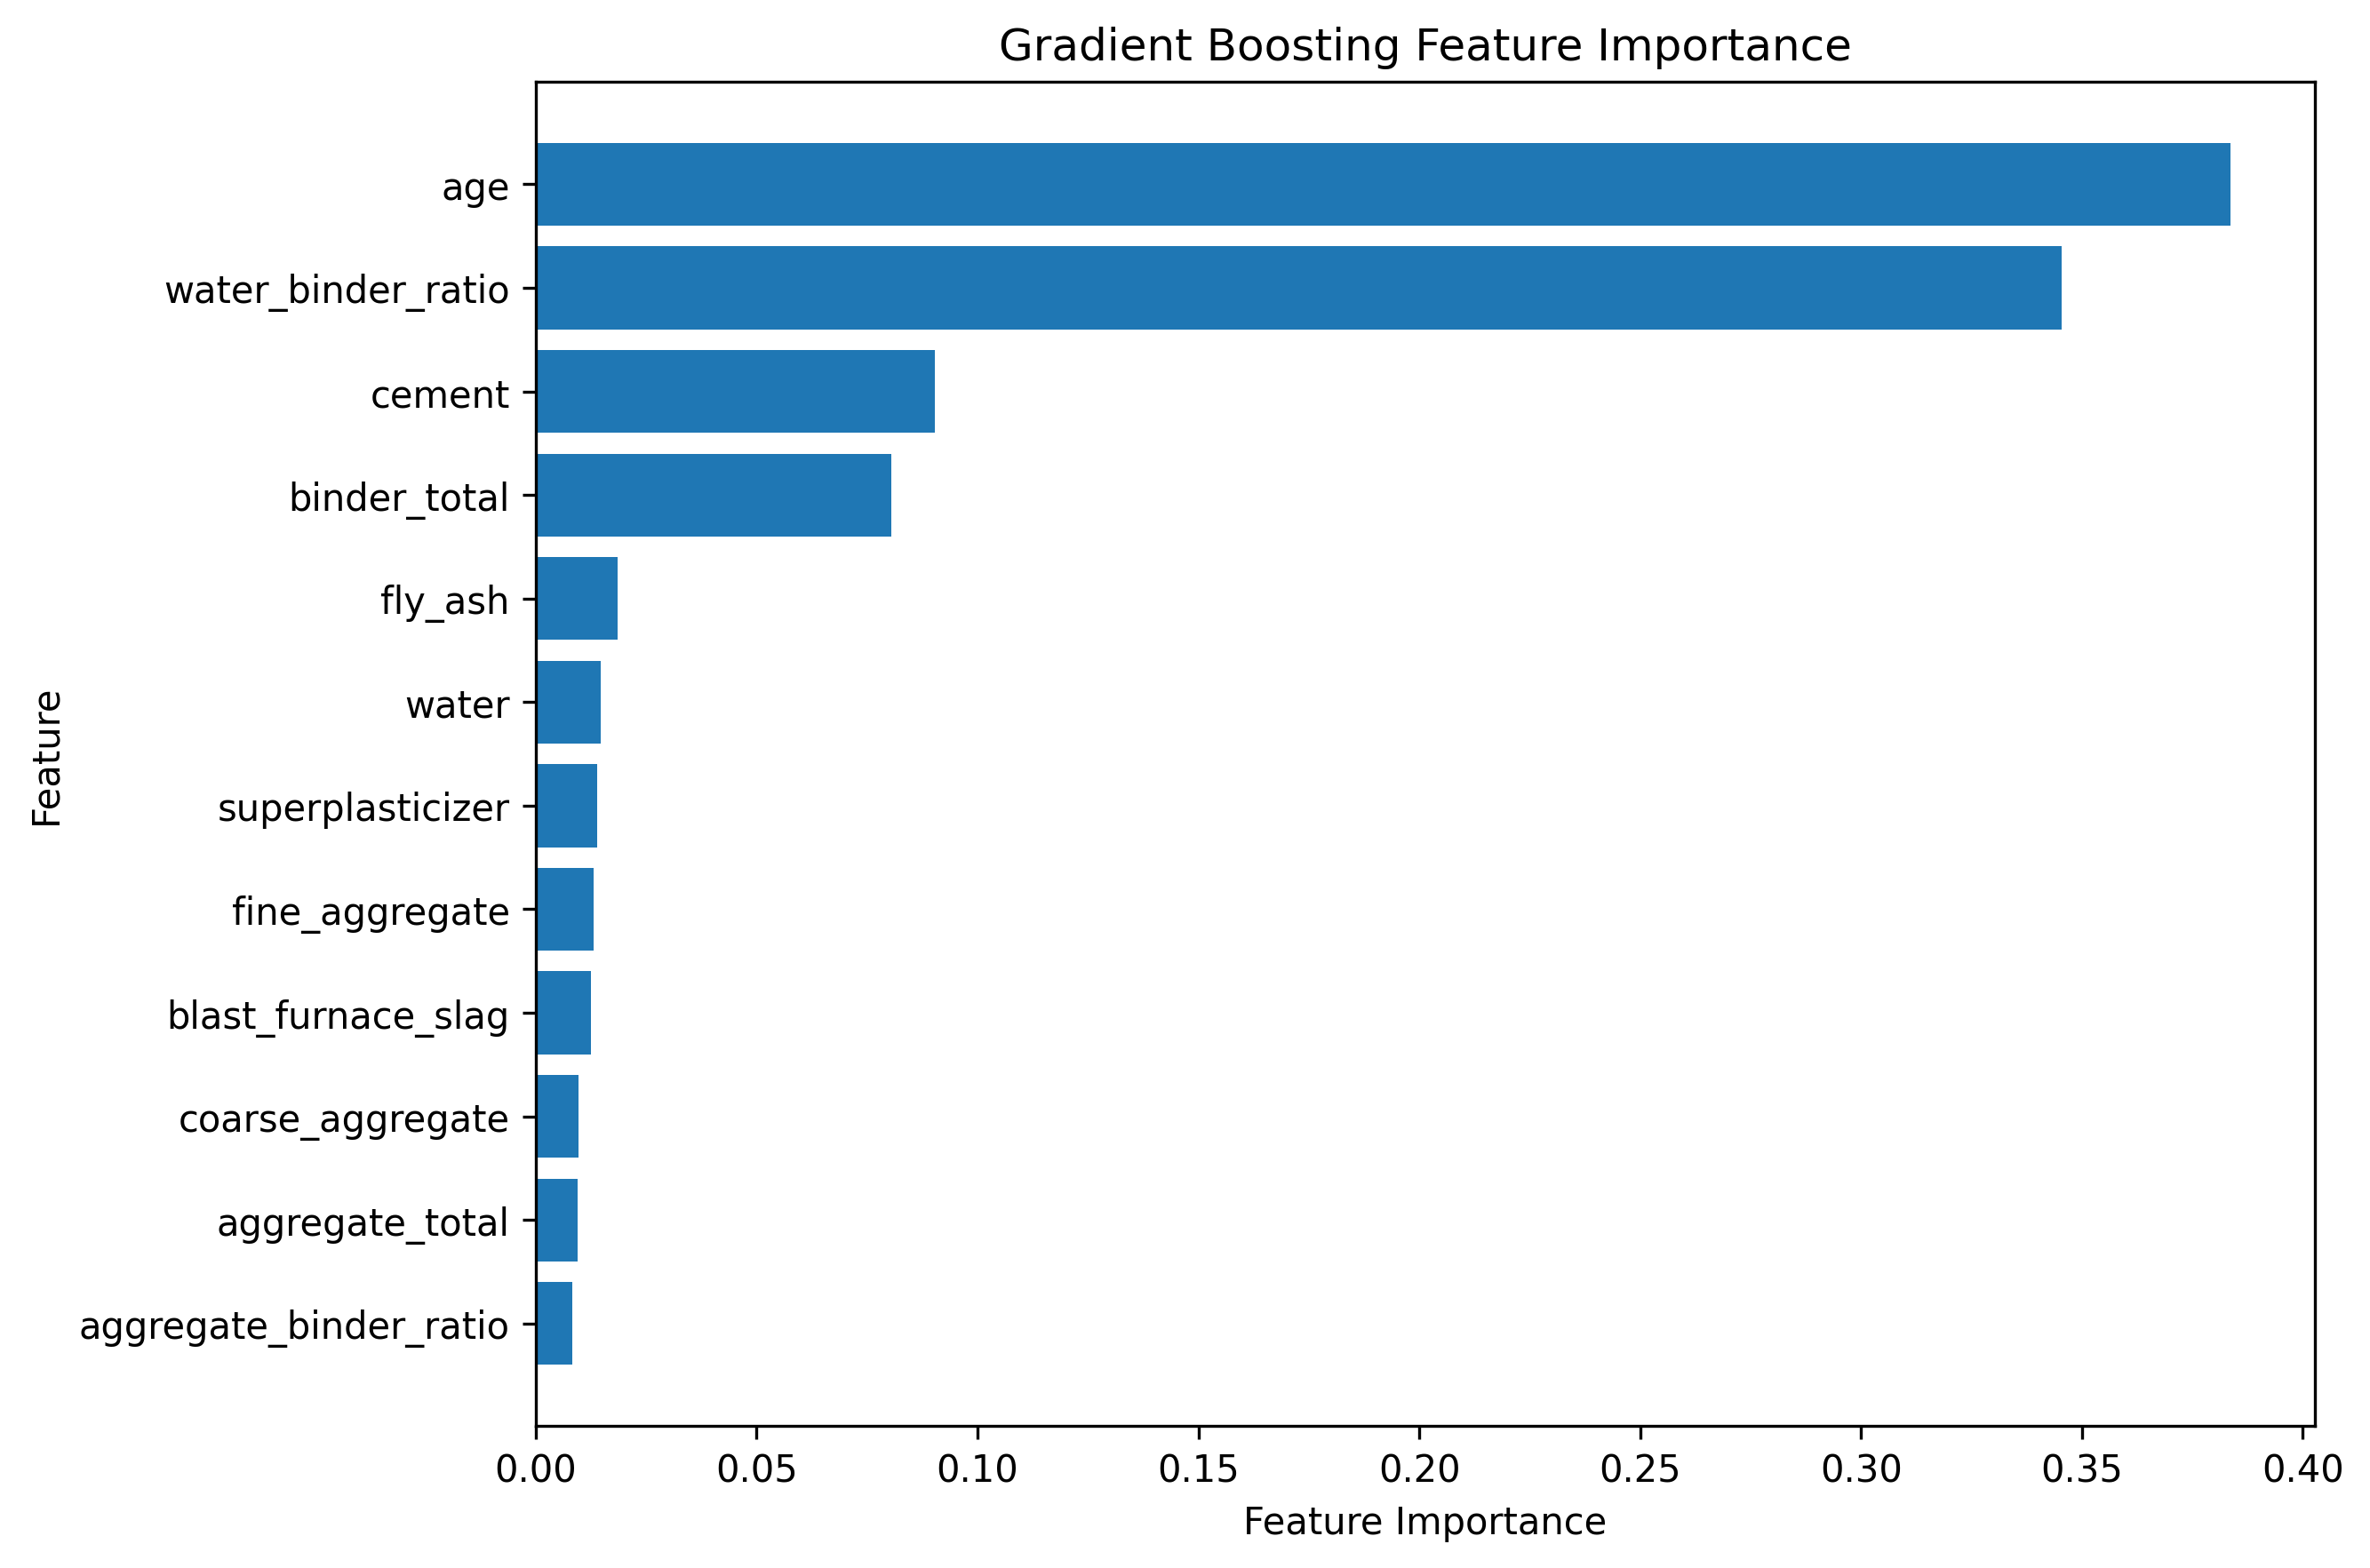 Gradient Boosting Feature Importance
age
water_binder_ratio
cement
binder_total
fly_ash
water
superplasticizer
fine_aggregate
blast_furnace_slag
coarse_aggregate
aggregate_total
aggregate_binder_ratio
Feature
0.00 0.05 0.10 0.15 0.20 0.25 0.30 0.35 0.40
Feature Importance